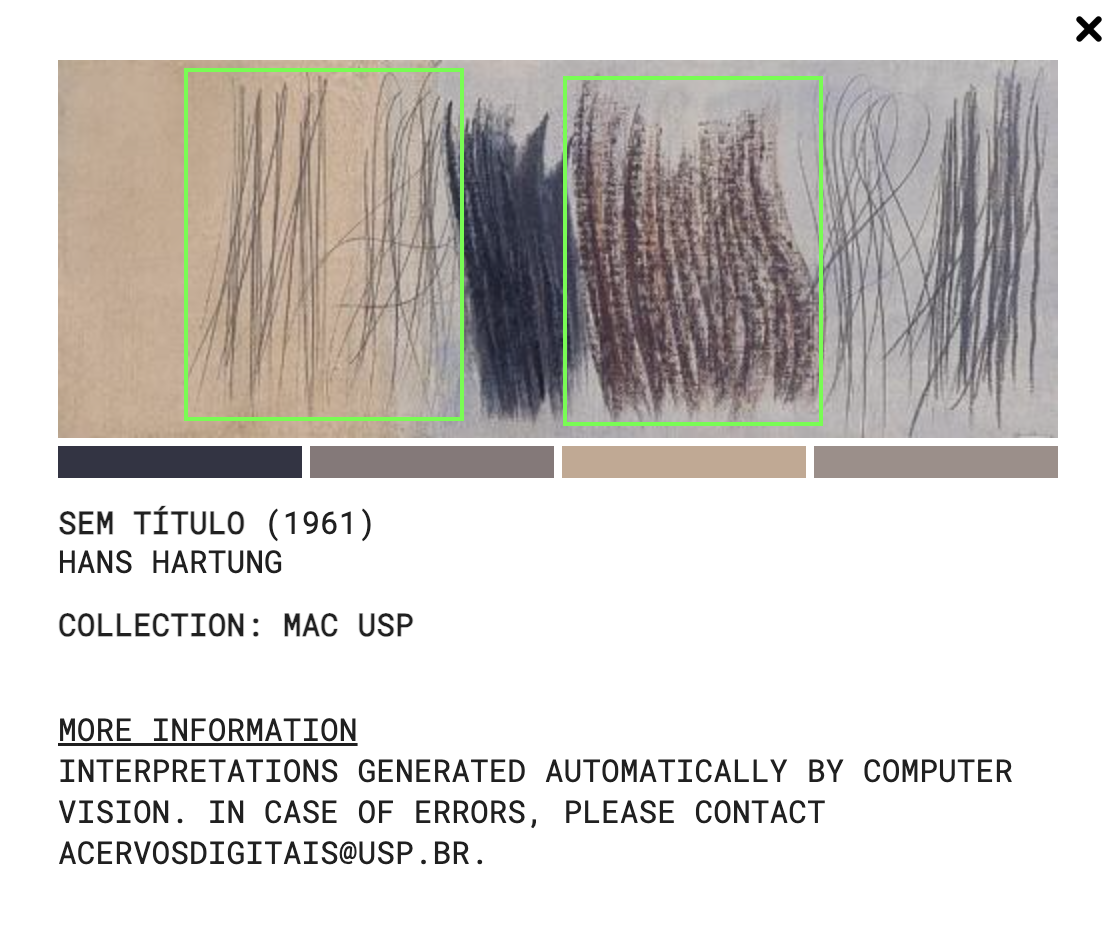 SEM TÍTULO (1961)
HANS HARTUNG
COLLECTION: MAC USP
MORE INFORMATION
INTERPRETATIONS GENERATED AUTOMATICALLY BY COMPUTER
VISION. IN CASE OF ERRORS, PLEASE CONTACT
ACERVOSDIGITAIS@USP.BR.